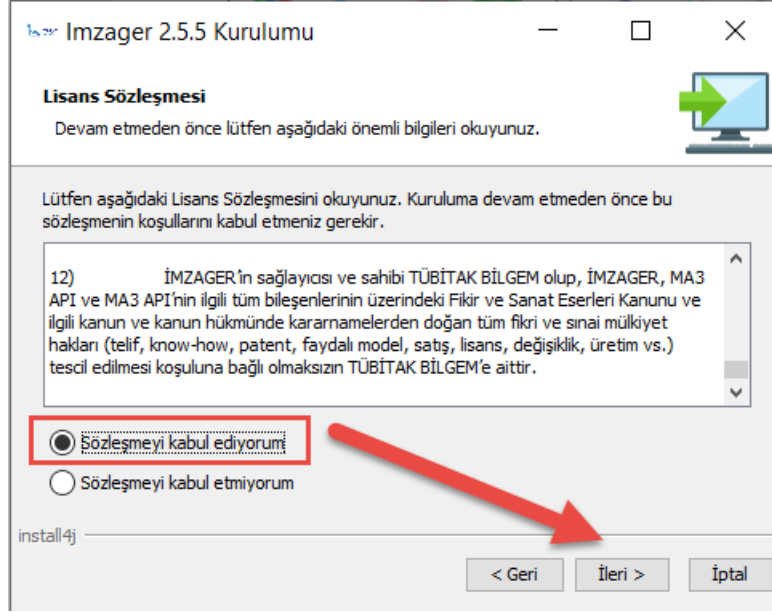 Imzager 2.5.5 Kurulumu
Lisans Sözleşmesi
Devam etmeden önce lütfen aşağıdaki önemli bilgileri okuyunuz.
Lütfen aşağıdaki Lisans Sözleşmesini okuyunuz. Kuruluma devam etmeden önce bu
sözleşmenin koşullarını kabul etmeniz gerekir.
12) İMZAGER'in sağlayıcısı ve sahibi TÜBİTAK BİLGEM olup, İMZAGER, MA3
API ve MA3 API'nin ilgili tüm bileşenlerinin üzerindeki Fikir ve Sanat Eserleri Kanunu ve
ilgili kanun ve kanun hükmünde kararnamelerden doğan tüm fikri ve sınai mülkiyet
hakları (telif, know-how, patent, faydalı model, satış, lisans, değişiklik, üretim vs.)
tescil edilmesi koşuluna bağlı olmaksızın TÜBİTAK BİLGEM'e aittir.
Sözleşmeyi kabul ediyorum
Sözleşmeyi kabul etmiyorum
install4j
< Geri
İleri >
İptal